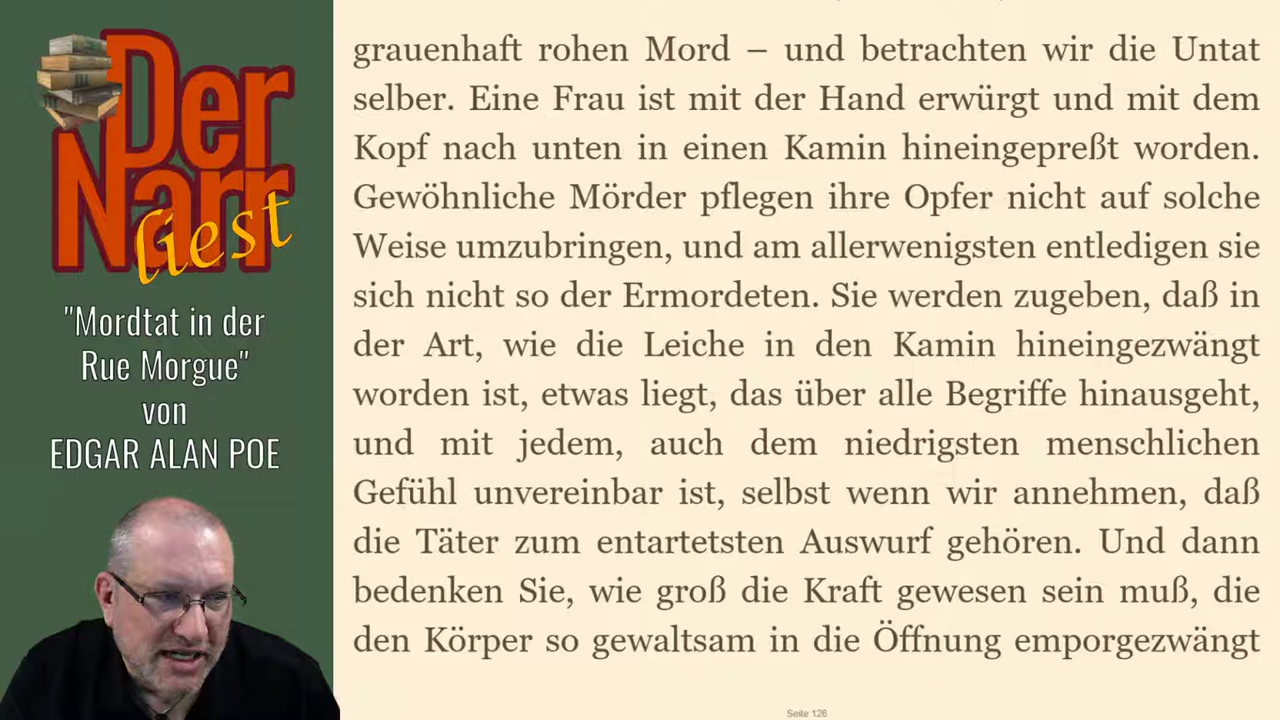 Der
Narr
liest
"Mordtat in der
Rue Morgue"
von
EDGAR ALAN POE
grauenhaft rohen Mord – und betrachten wir die Untat
selber. Eine Frau ist mit der Hand erwürgt und mit dem
Kopf nach unten in einen Kamin hineingepreßt worden.
Gewöhnliche Mörder pflegen ihre Opfer nicht auf solche
Weise umzubringen, und am allerwenigsten entledigen sie
sich nicht so der Ermordeten. Sie werden zugeben, daß in
der Art, wie die Leiche in den Kamin hineingezwängt
worden ist, etwas liegt, das über alle Begriffe hinausgeht,
und mit jedem, auch dem niedrigsten menschlichen
Gefühl unvereinbar ist, selbst wenn wir annehmen, daß
die Täter zum entartetsten Auswurf gehören. Und dann
bedenken Sie, wie groß die Kraft gewesen sein muß, die
den Körper so gewaltsam in die Öffnung emporgezwängt
Seite 126